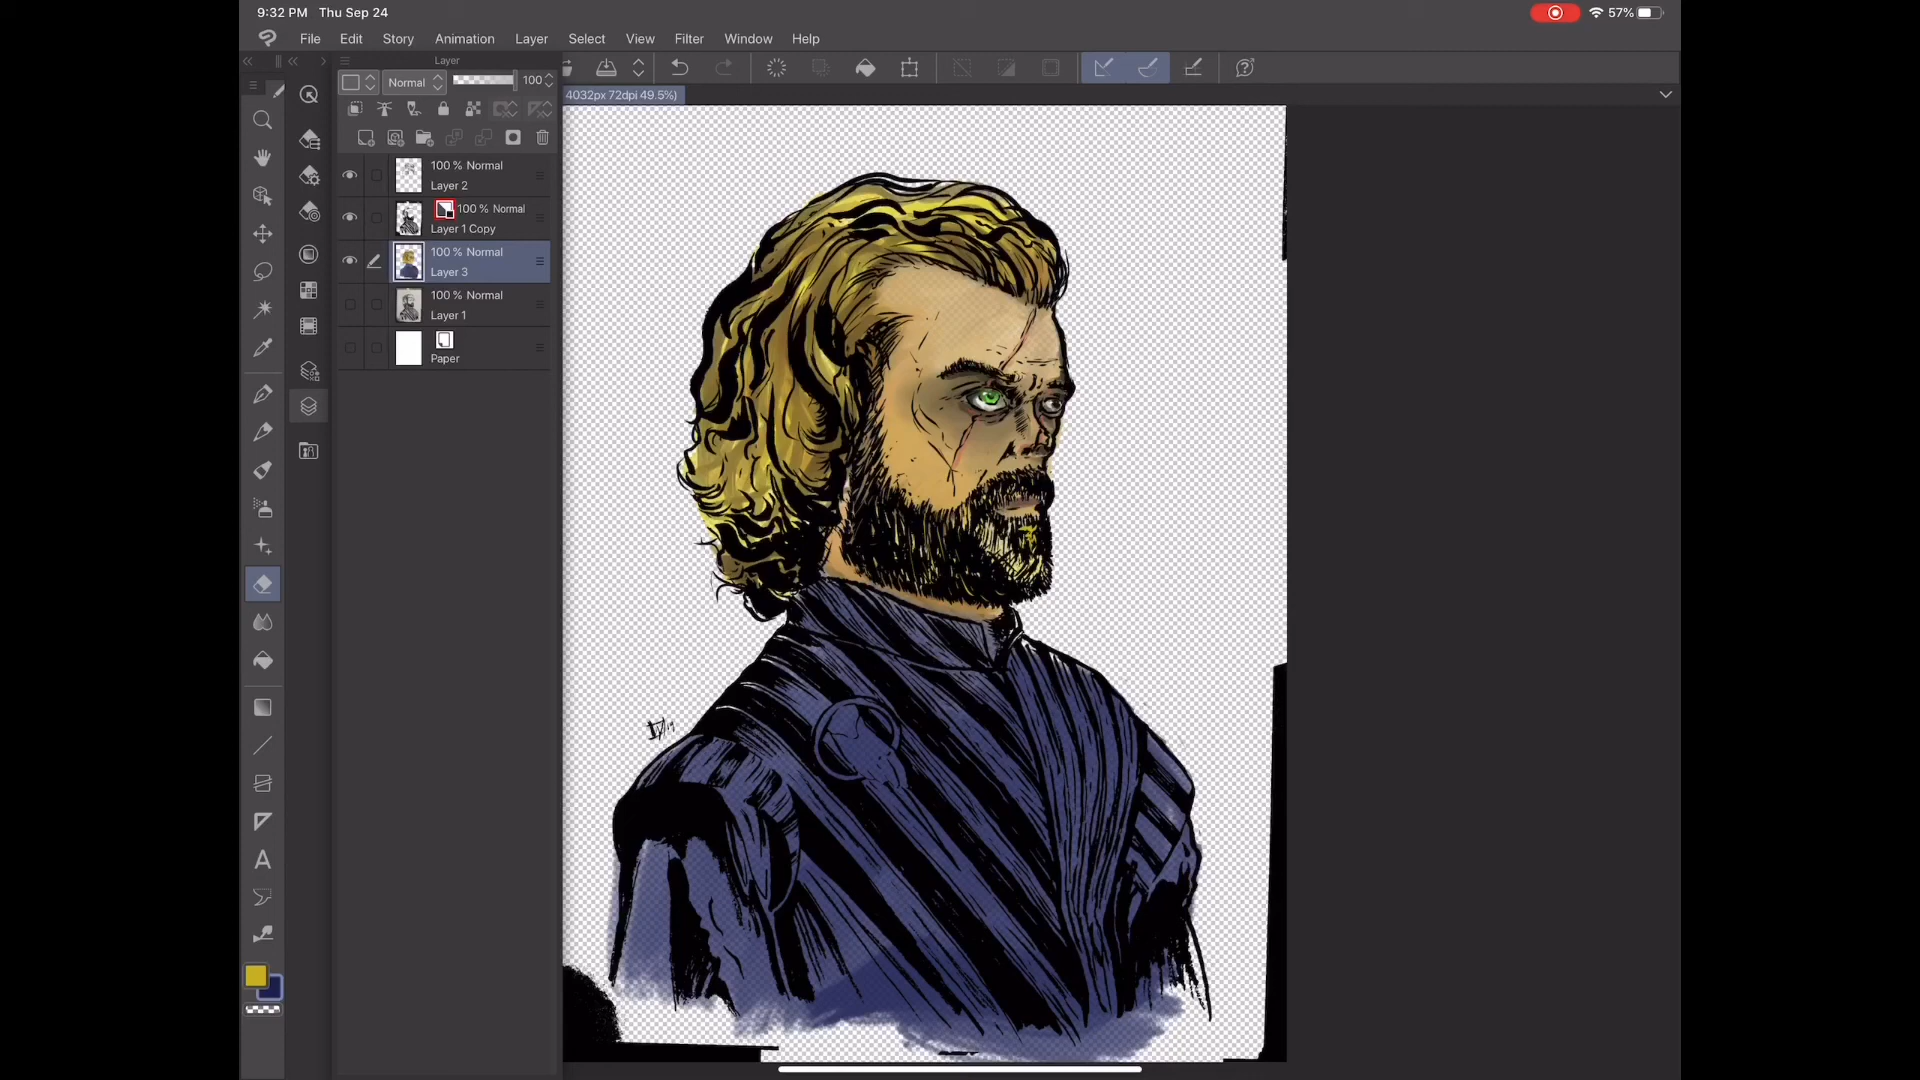 9:32 PM Thu Sep 24
57%
File Edit Story Animation Layer Select View Filter Window Help
Layer
Normal 100
4032px 72dpi 49.5%)
100 % Normal
Layer 2
100 % Normal
Layer 1 Copy
100 % Normal
Layer 3
100 % Normal
Layer 1
Paper